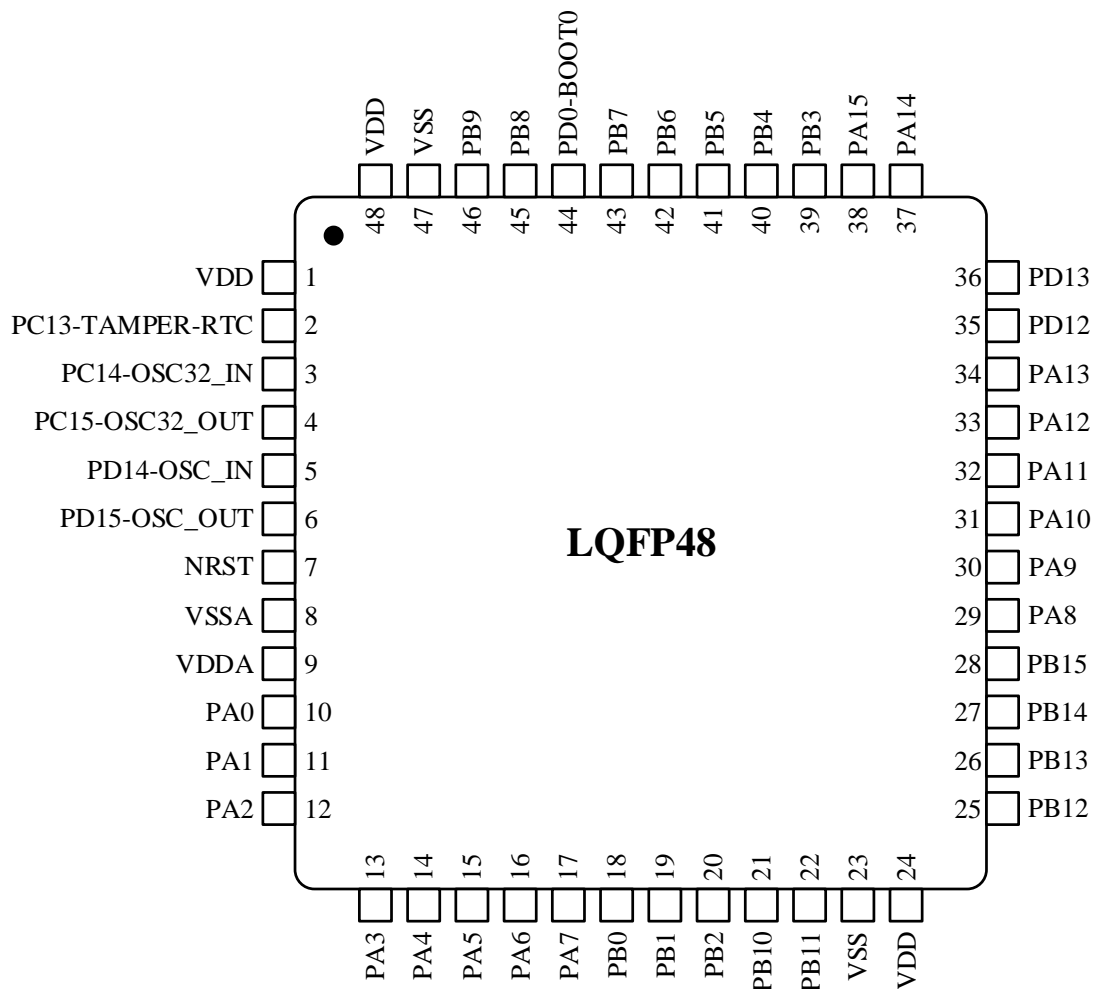 VDD
VSS
PB9
PB8
PD0-BOOT0
PB7
PB6
PB5
PB4
PB3
PA15
PA14
48
47
46
45
44
43
42
41
40
39
38
37
VDD 1
PC13-TAMPER-RTC 2
PC14-OSC32_IN 3
PC15-OSC32_OUT 4
PD14-OSC_IN 5
PD15-OSC_OUT 6
NRST 7
VSSA 8
VDDA 9
PA0 10
PA1 11
PA2 12
LQFP48
36 PD13
35 PD12
34 PA13
33 PA12
32 PA11
31 PA10
30 PA9
29 PA8
28 PB15
27 PB14
26 PB13
25 PB12
13
14
15
16
17
18
19
20
21
22
23
24
PA3
PA4
PA5
PA6
PA7
PB0
PB1
PB2
PB10
PB11
VSS
VDD